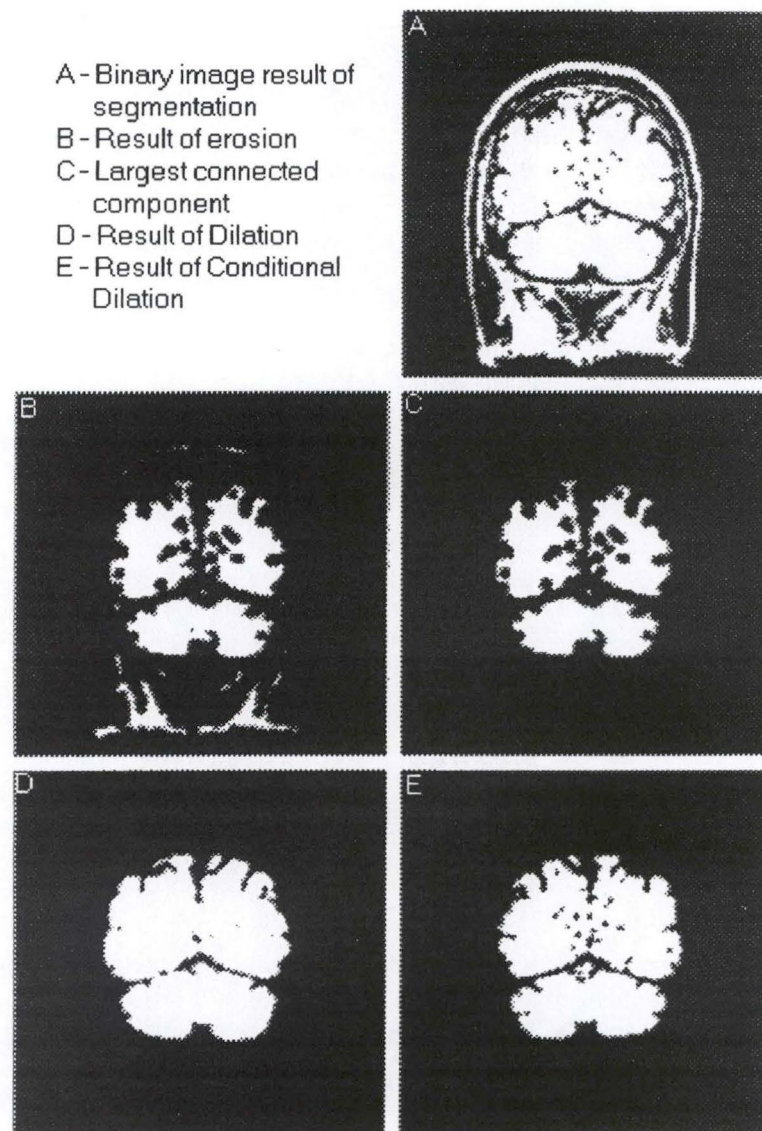 A - Binary image result of
segmentation
B - Result of erosion
C - Largest connected
component
D - Result of Dilation
E - Result of Conditional
Dilation
A
B
C
D
E